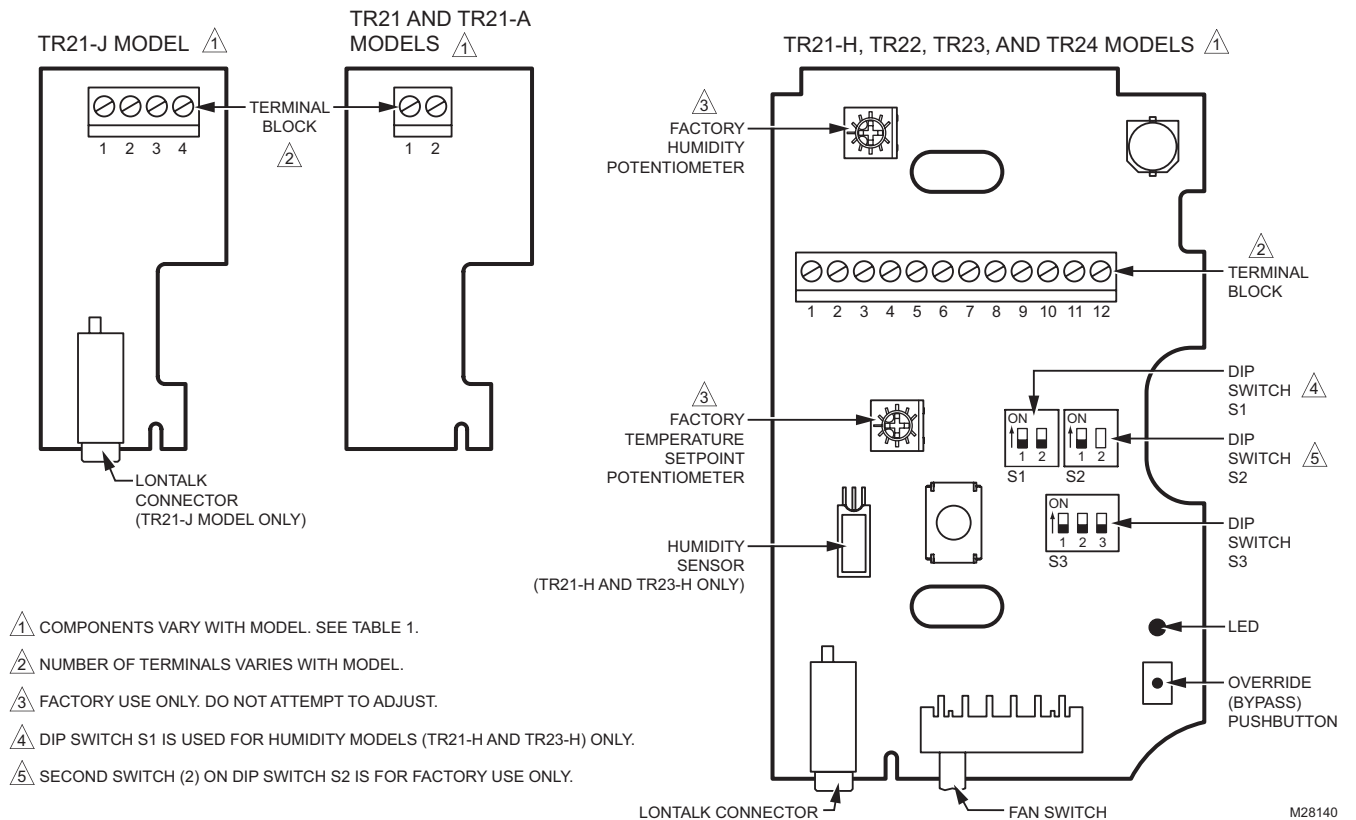 TR21-J MODEL 1
TR21 AND TR21-A
MODELS 1
TERMINAL
BLOCK
2
1 2 3 4
1 2
LONTALK
CONNECTOR
(TR21-J MODEL ONLY)
TR21-H, TR22, TR23, AND TR24 MODELS 1
3
FACTORY
HUMIDITY
POTENTIOMETER
2
TERMINAL
BLOCK
1 2 3 4 5 6 7 8 9 10 11 12
3
FACTORY
TEMPERATURE
SETPOINT
POTENTIOMETER
ON
1 2
S1
ON
1 2
S2
ON
1 2 3
S3
DIP
SWITCH 4
S1
DIP
SWITCH 5
S2
DIP
SWITCH
S3
HUMIDITY
SENSOR
(TR21-H AND TR23-H ONLY)
LED
OVERRIDE
(BYPASS)
PUSHBUTTON
LONTALK CONNECTOR
FAN SWITCH
1 COMPONENTS VARY WITH MODEL. SEE TABLE 1.
2 NUMBER OF TERMINALS VARIES WITH MODEL.
3 FACTORY USE ONLY. DO NOT ATTEMPT TO ADJUST.
4 DIP SWITCH S1 IS USED FOR HUMIDITY MODELS (TR21-H AND TR23-H) ONLY.
5 SECOND SWITCH (2) ON DIP SWITCH S2 IS FOR FACTORY USE ONLY.
M28140